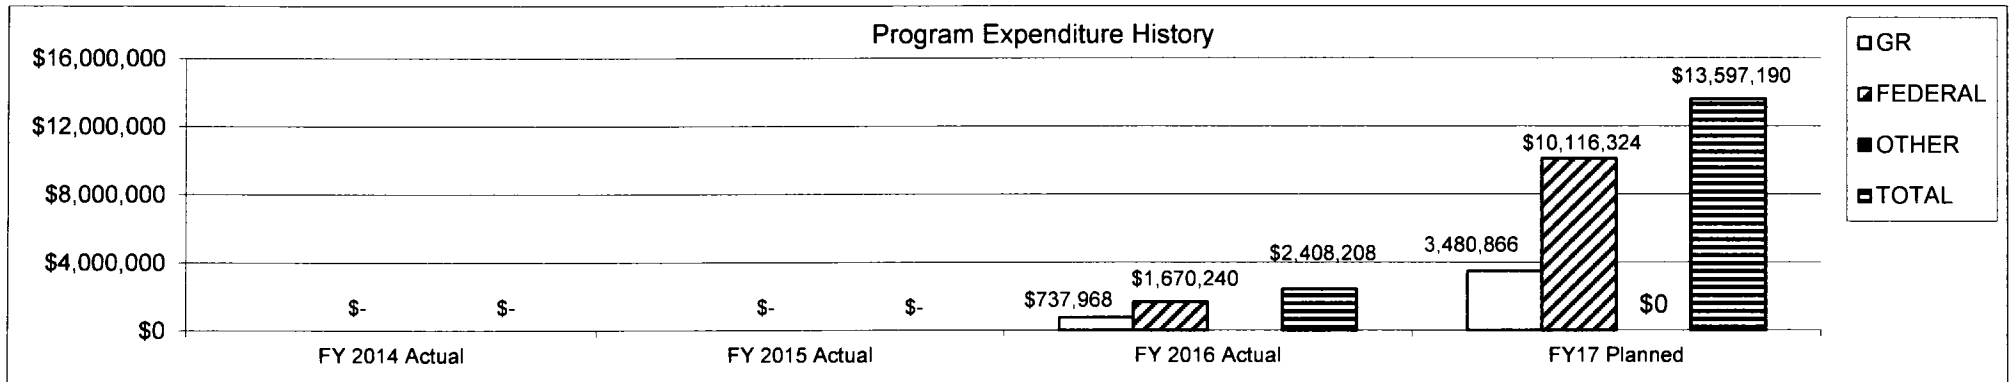 Program Expenditure History
GR
FEDERAL
OTHER
TOTAL
$16,000,000
$12,000,000
$8,000,000
$4,000,000
$0
$-
$-
$-
$-
$737,968
$1,670,240
$2,408,208
3,480,866
$10,116,324
$0
$13,597,190
FY 2014 Actual
FY 2015 Actual
FY 2016 Actual
FY17 Planned